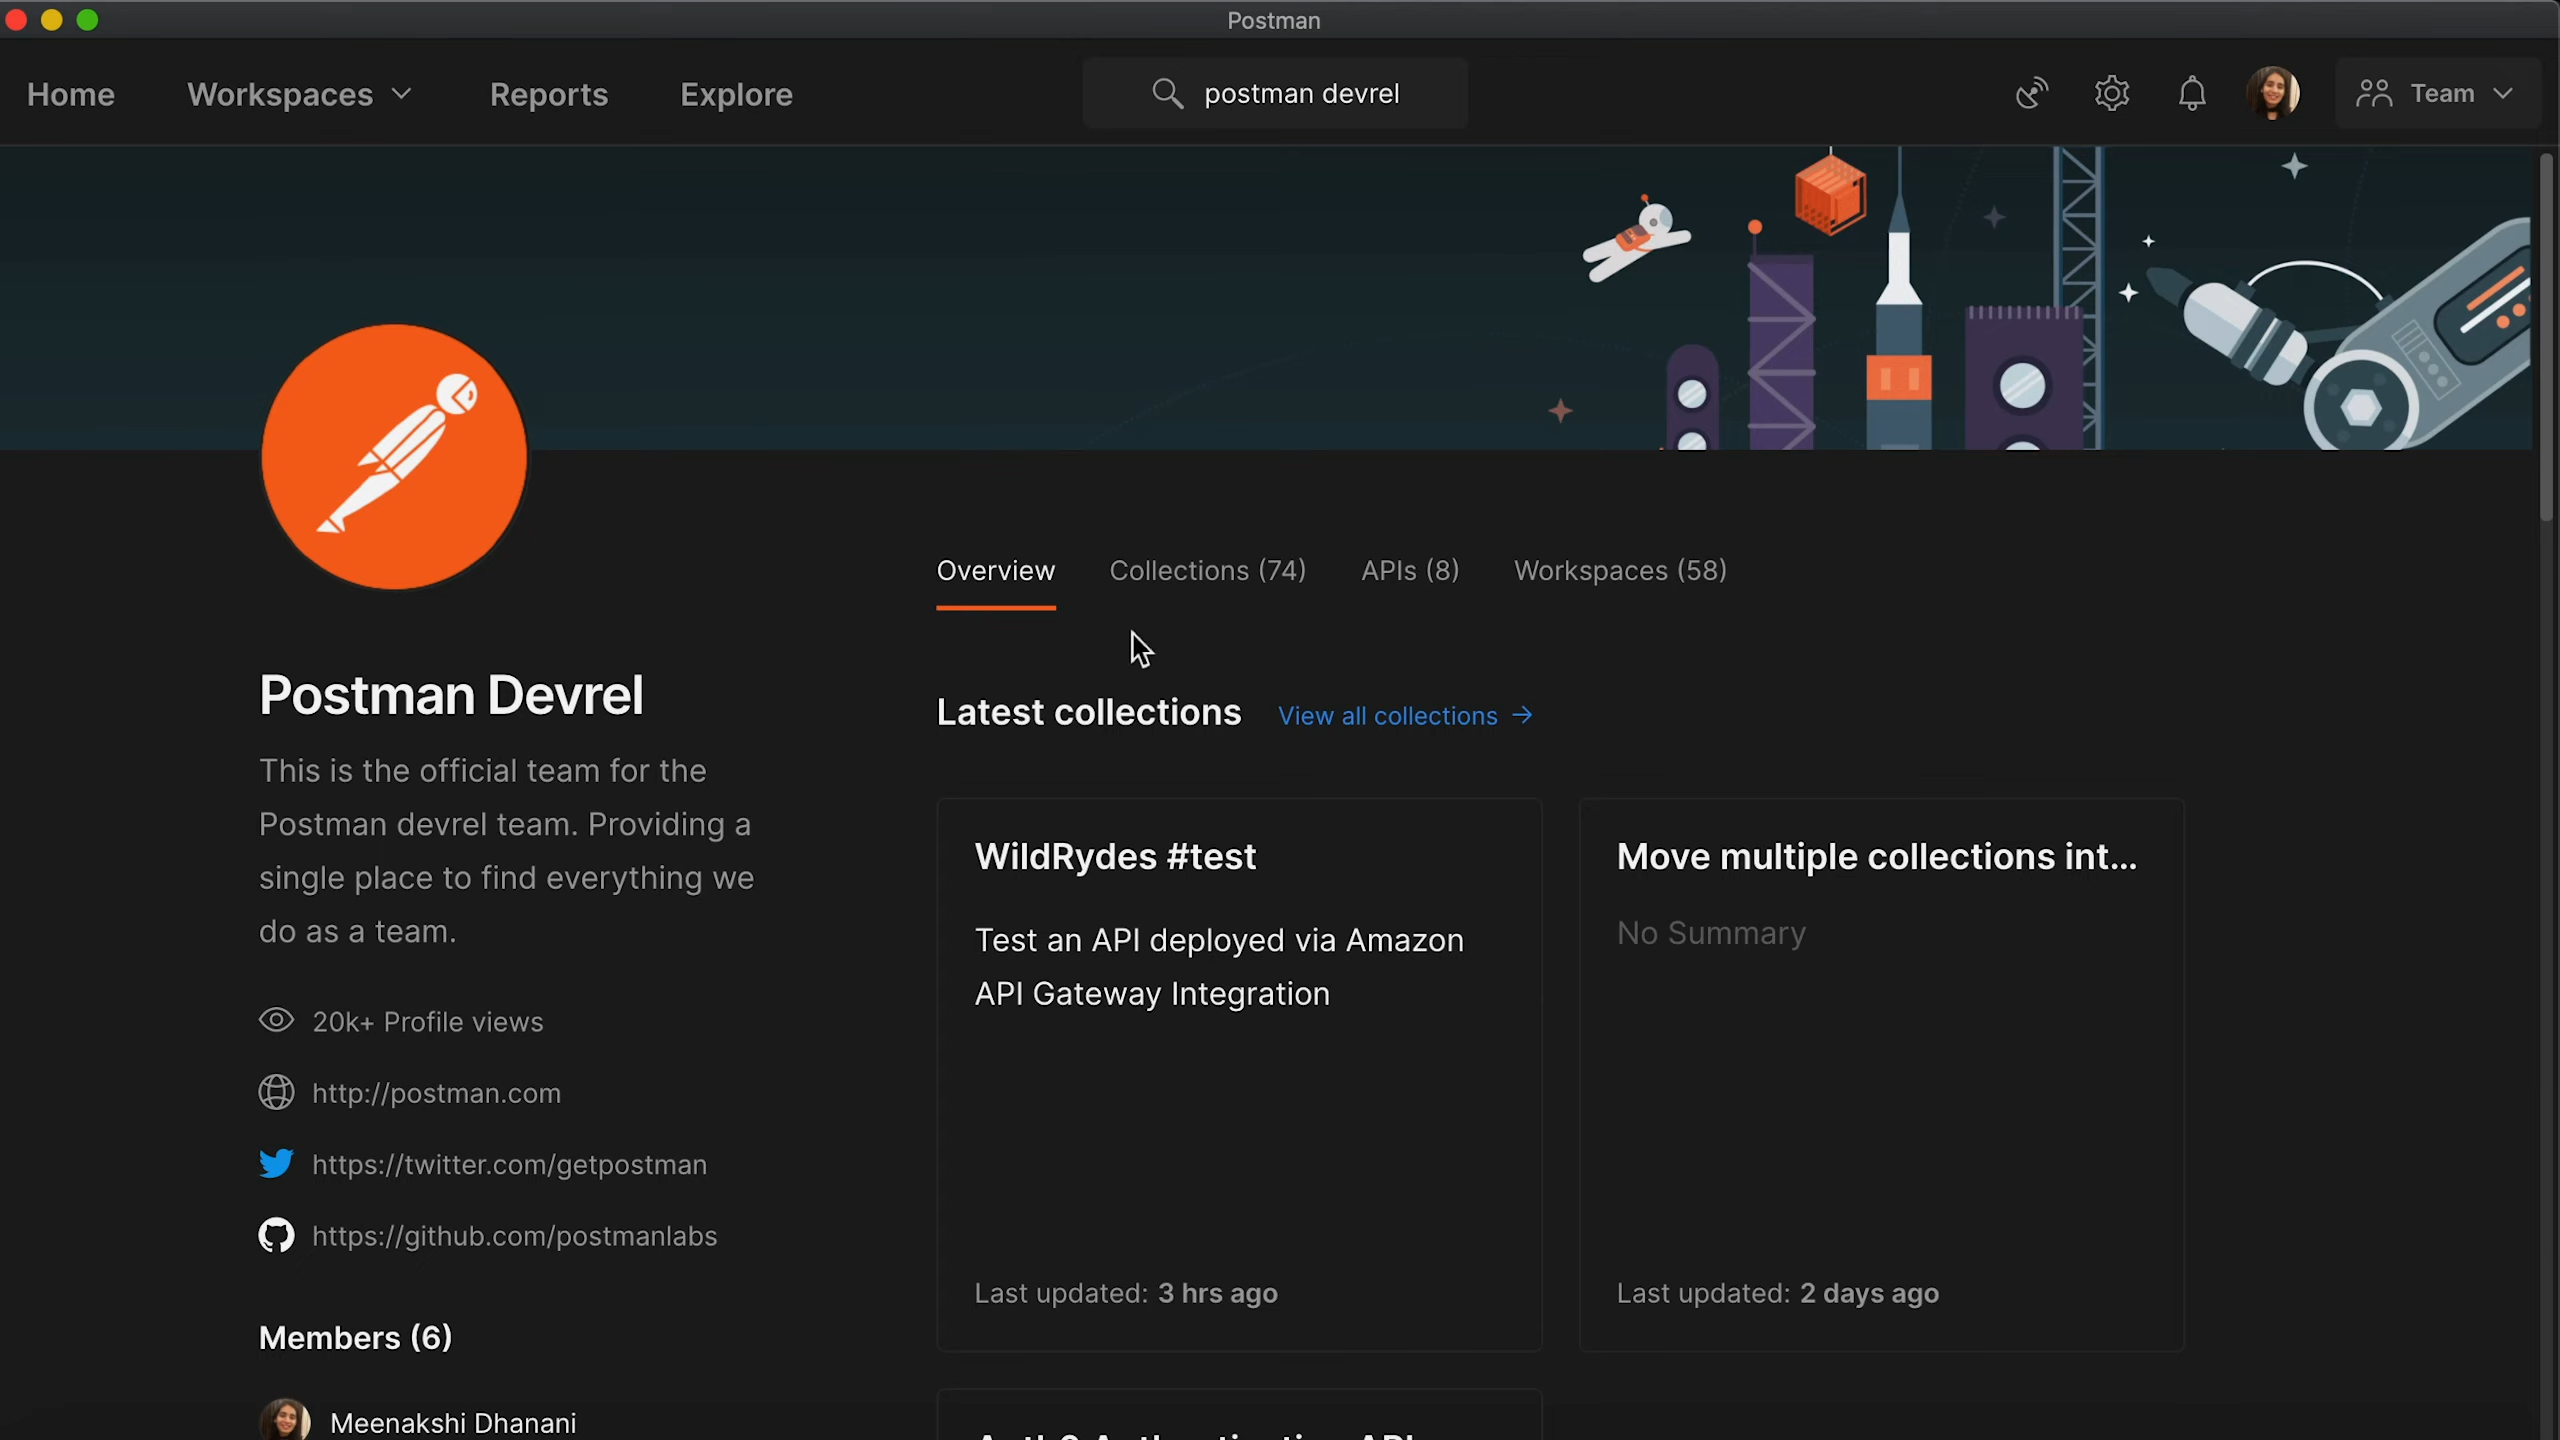 Postman
Home
Workspaces
Reports
Explore
postman devrel
Team
Overview
Collections (74)
APIs (8)
Workspaces (58)
Postman Devrel
This is the official team for the
Postman devrel team. Providing a
single place to find everything we
do as a team.
20k+ Profile views
http://postman.com
https://twitter.com/getpostman
https://github.com/postmanlabs
Members (6)
Meenakshi Dhanani
Latest collections
View all collections →
WildRydes #test
Test an API deployed via Amazon
API Gateway Integration
Last updated: 3 hrs ago
Move multiple collections int...
No Summary
Last updated: 2 days ago